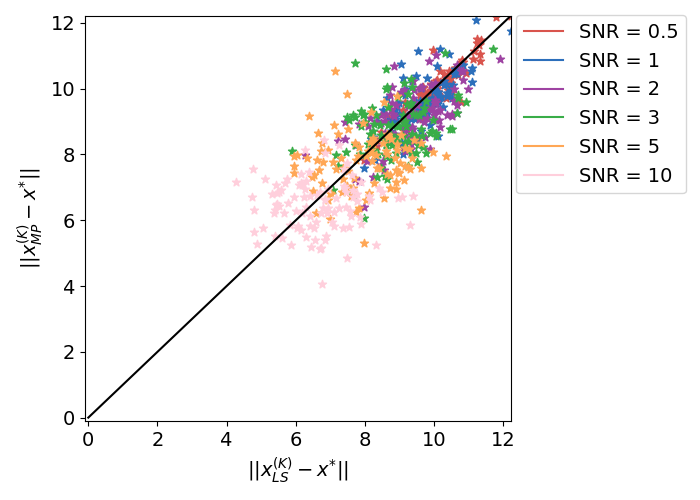 12
10
8
6
4
2
0
0 2 4 6 8 10 12
||x_{MP}^{(K)} − x*||
||x_{LS}^{(K)} − x*||
SNR = 0.5
SNR = 1
SNR = 2
SNR = 3
SNR = 5
SNR = 10